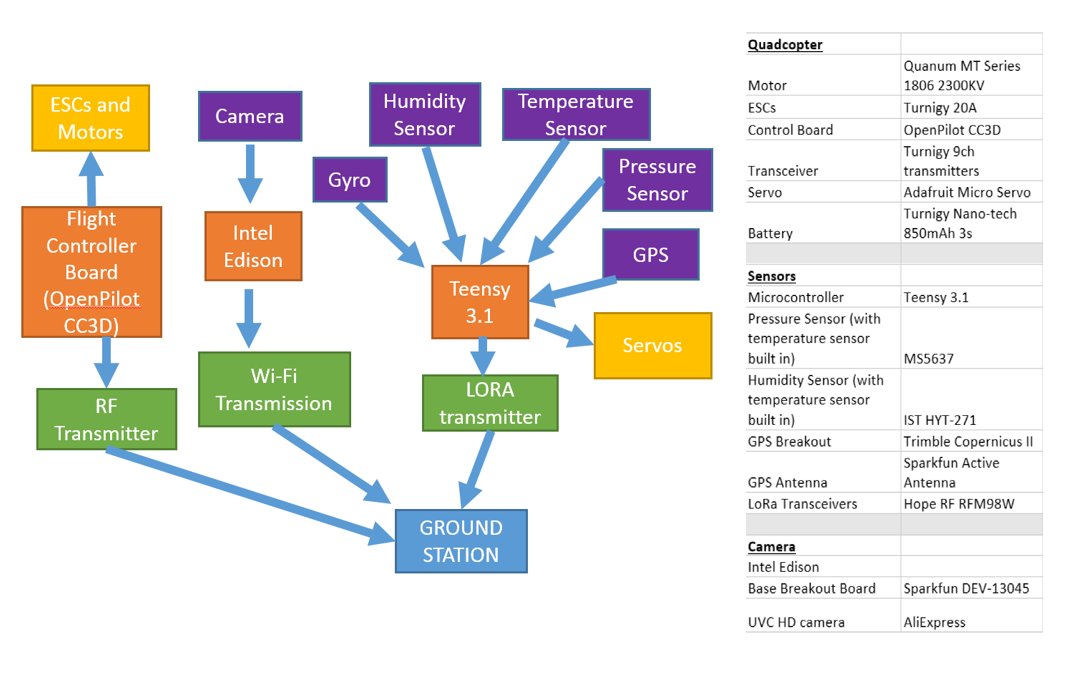 ESCs and
Motors
Camera
Humidity
Sensor
Temperature
Sensor
Gyro
Pressure
Sensor
Flight
Controller
Board
(OpenPilot
CC3D)
Intel
Edison
GPS
Teensy
3.1
Servos
RF
Transmitter
Wi-Fi
Transmission
LORA
transmitter
GROUND
STATION
Quadcopter
Motor
Quanum MT Series
1806 2300KV
ESCs
Turnigy 20A
Control Board
OpenPilot CC3D
Transceiver
Turnigy 9ch
transmitters
Servo
Adafruit Micro Servo
Battery
Turnigy Nano-tech
850mAh 3s
Sensors
Microcontroller
Teensy 3.1
Pressure Sensor (with
temperature sensor
built in)
MS5637
Humidity Sensor (with
temperature sensor
built in)
IST HYT-271
GPS Breakout
Trimble Copernicus II
GPS Antenna
Sparkfun Active
Antenna
LoRa Transceivers
Hope RF RFM98W
Camera
Intel Edison
Base Breakout Board
Sparkfun DEV-13045
UVC HD camera
AliExpress